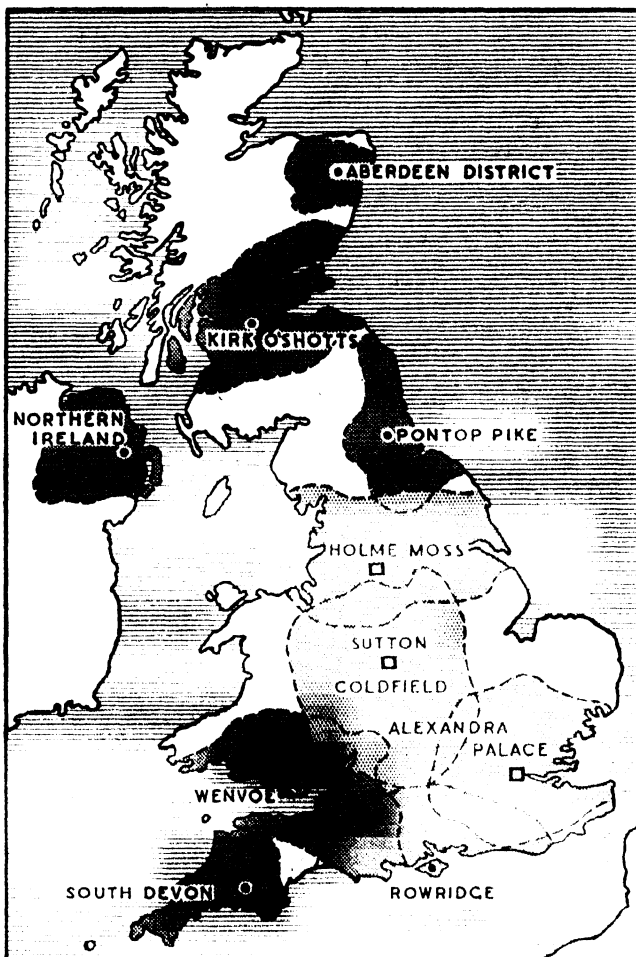 ABERDEEN DISTRICT
KIRK O'SHOTTS
NORTHERN
IRELAND
PONTOP PIKE
HOLME MOSS
SUTTON
COLDFIELD
ALEXANDRA
PALACE
WENVOE
SOUTH DEVON
ROWRIDGE